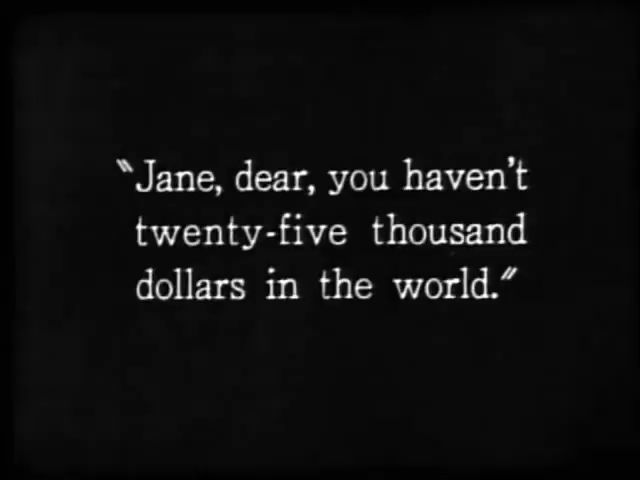 "Jane, dear, you haven't
twenty-five thousand
dollars in the world."